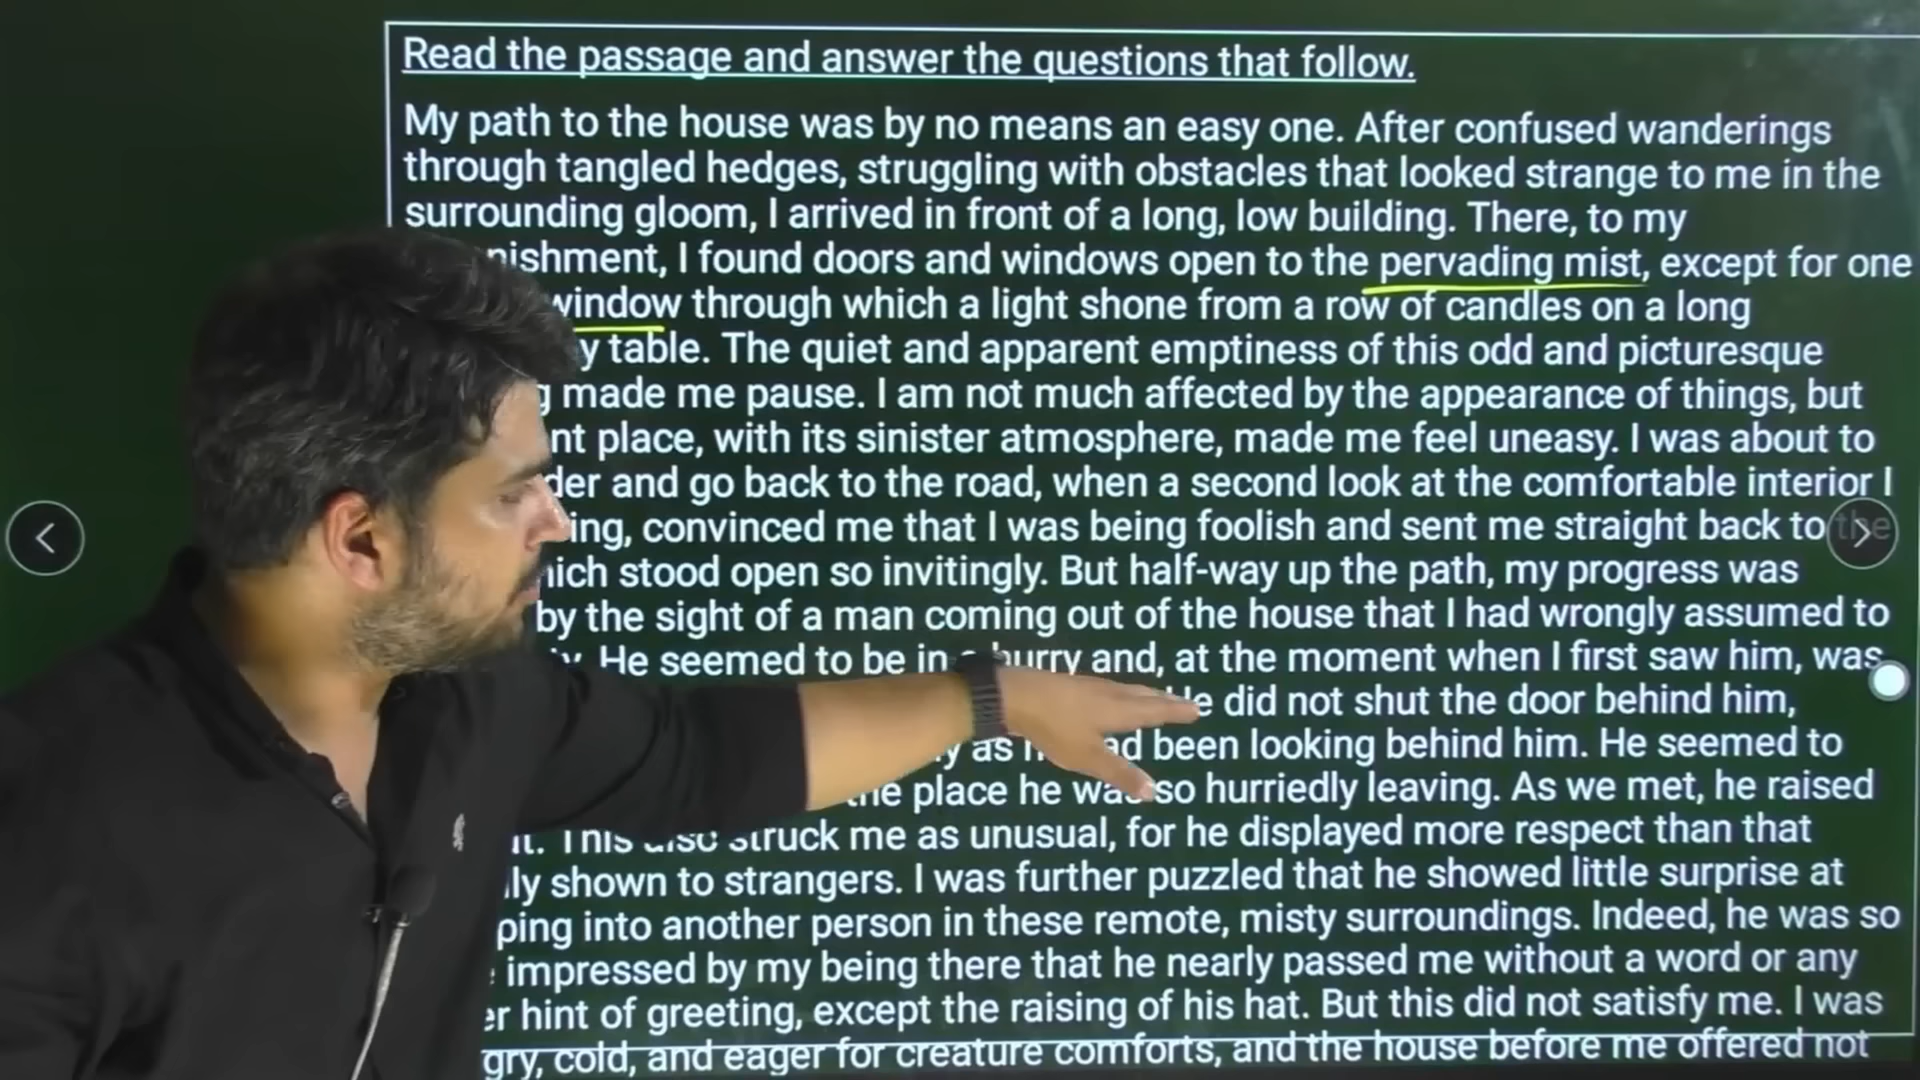 Read the passage and answer the questions that follow.
My path to the house was by no means an easy one. After confused wanderings
through tangled hedges, struggling with obstacles that looked strange to me in the
surrounding gloom, I arrived in front of a long, low building. There, to my
I found doors and windows open to the pervading mist, except for one
window through which a light shone from a row of candles on a long
table. The quiet and apparent emptiness of this odd and picturesque
made me pause. I am not much affected by the appearance of things, but
place, with its sinister atmosphere, made me feel uneasy. I was about to
and go back to the road, when a second look at the comfortable interior I
convinced me that I was being foolish and sent me straight back to the
stood open so invitingly. But half-way up the path, my progress was
by the sight of a man coming out of the house that I had wrongly assumed to
He seemed to be in hurry and, at the moment when I first saw him, was
did not shut the door behind him,
as been looking behind him. He seemed to
the place he was so hurriedly leaving. As we met, he raised
This also struck me as unusual, for he displayed more respect than that
shown to strangers. I was further puzzled that he showed little surprise at
into another person in these remote, misty surroundings. Indeed, he was so
impressed by my being there that he nearly passed me without a word or any
hint of greeting, except the raising of his hat. But this did not satisfy me. I was
cold, and eager for creature comforts, and the house before me offered not